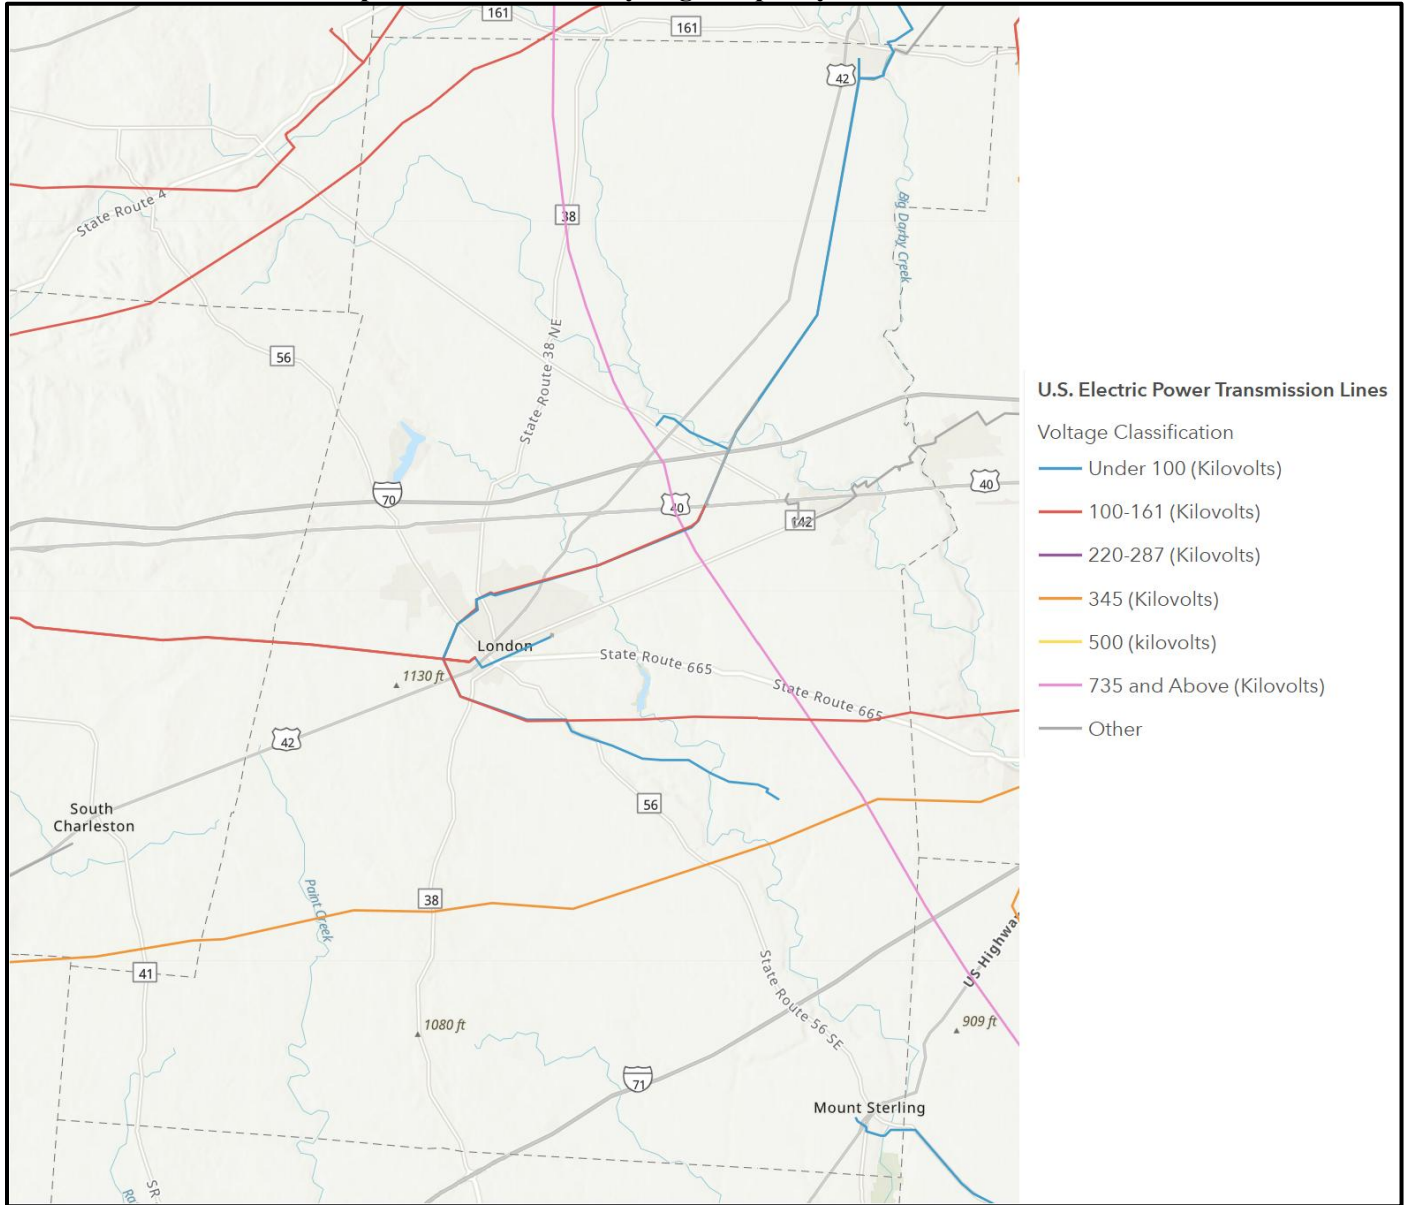 161
161
42
State Route 4
38
Big Darby Creek
State Route 38 NE
56
70
40
40
142
London
1130 ft
State Route 665
State Route 665
42
South
Charleston
56
Paint Creek
38
41
State Route 56 SE
US Highwa
1080 ft
909 ft
71
Mount Sterling
SR
Ra
U.S. Electric Power Transmission Lines
Voltage Classification
Under 100 (Kilovolts)
100-161 (Kilovolts)
220-287 (Kilovolts)
345 (Kilovolts)
500 (kilovolts)
735 and Above (Kilovolts)
Other